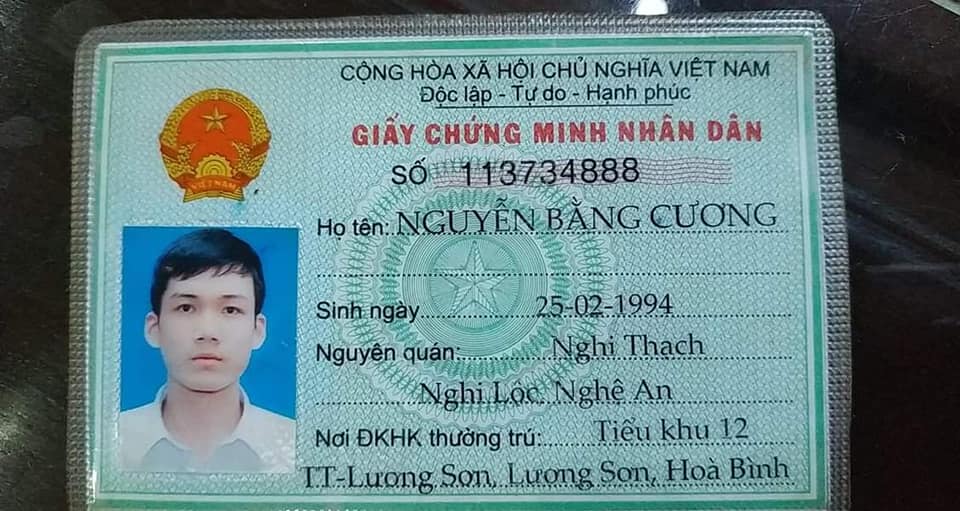 CỘNG HÒA XÃ HỘI CHỦ NGHĨA VIỆT NAM
Độc lập - Tự do - Hạnh phúc
GIẤY CHỨNG MINH NHÂN DÂN
SỐ 113734888
Họ tên: NGUYỄN BẰNG CƯƠNG
Sinh ngày 25-02-1994
Nguyên quán: Nghi Thạch
Nghi Lộc, Nghệ An
Nơi ĐKHK thường trú: Tiểu khu 12
TT-Lương Sơn, Lương Sơn, Hoà Bình
VIỆT NAM